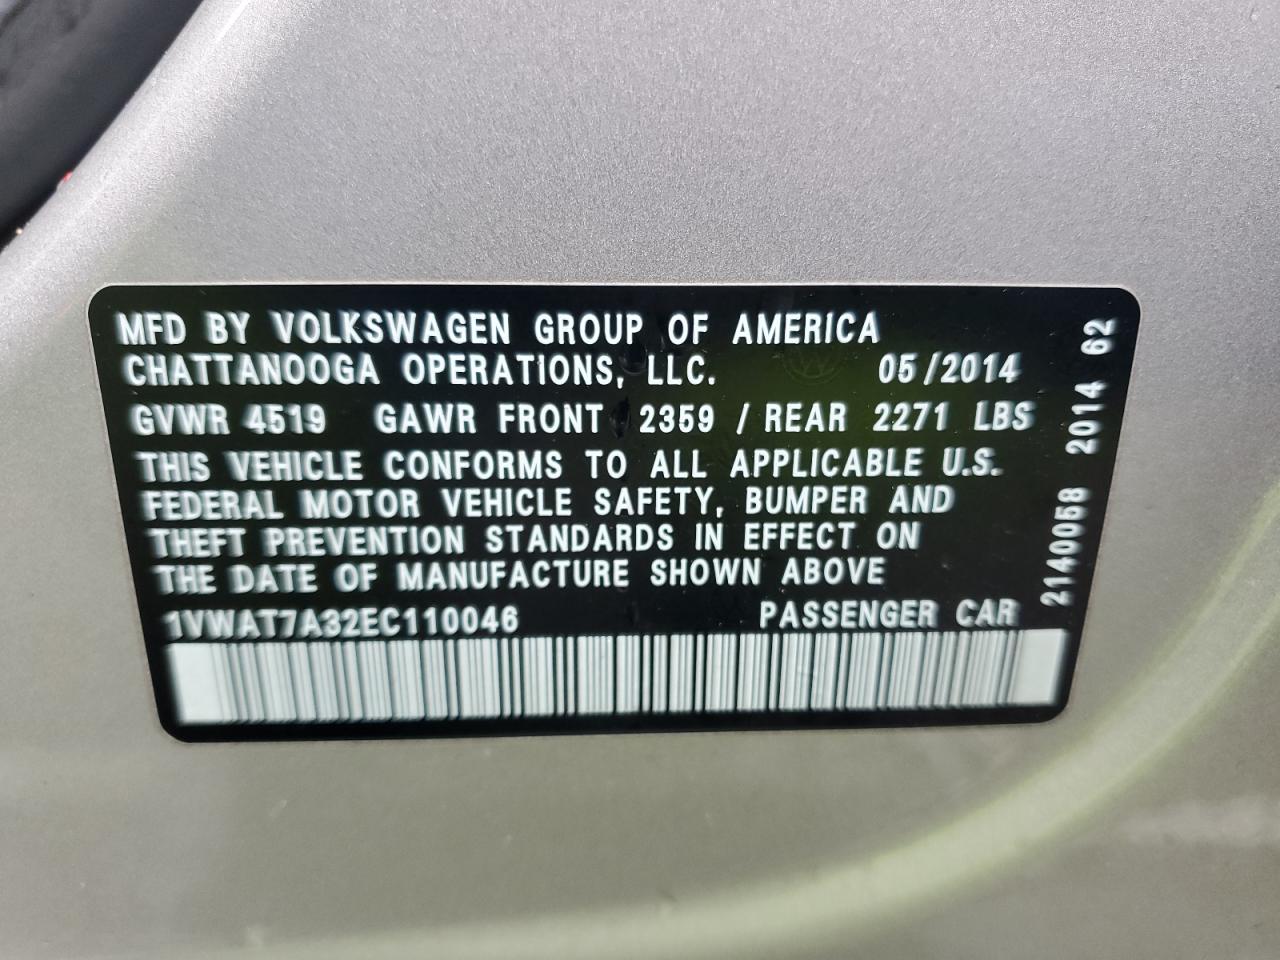 MFD BY VOLKSWAGEN GROUP OF AMERICA
CHATTANOOGA OPERATIONS, LLC. 05/2014
GVWR 4519 GAWR FRONT 2359 / REAR 2271 LBS
THIS VEHICLE CONFORMS TO ALL APPLICABLE U.S.
FEDERAL MOTOR VEHICLE SAFETY, BUMPER AND
THEFT PREVENTION STANDARDS IN EFFECT ON
THE DATE OF MANUFACTURE SHOWN ABOVE
1VWAT7A32EC110046 PASSENGER CAR
2140058 2014 62